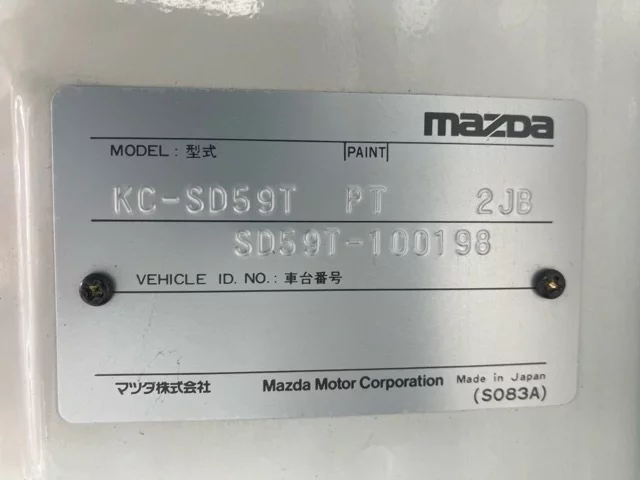 mazda
MODEL : 型式 PAINT
KC-SD59T PT 2JB
SD59T-100198
VEHICLE ID. NO. : 車台番号
マツダ株式会社 Mazda Motor Corporation Made in Japan
(S083A)